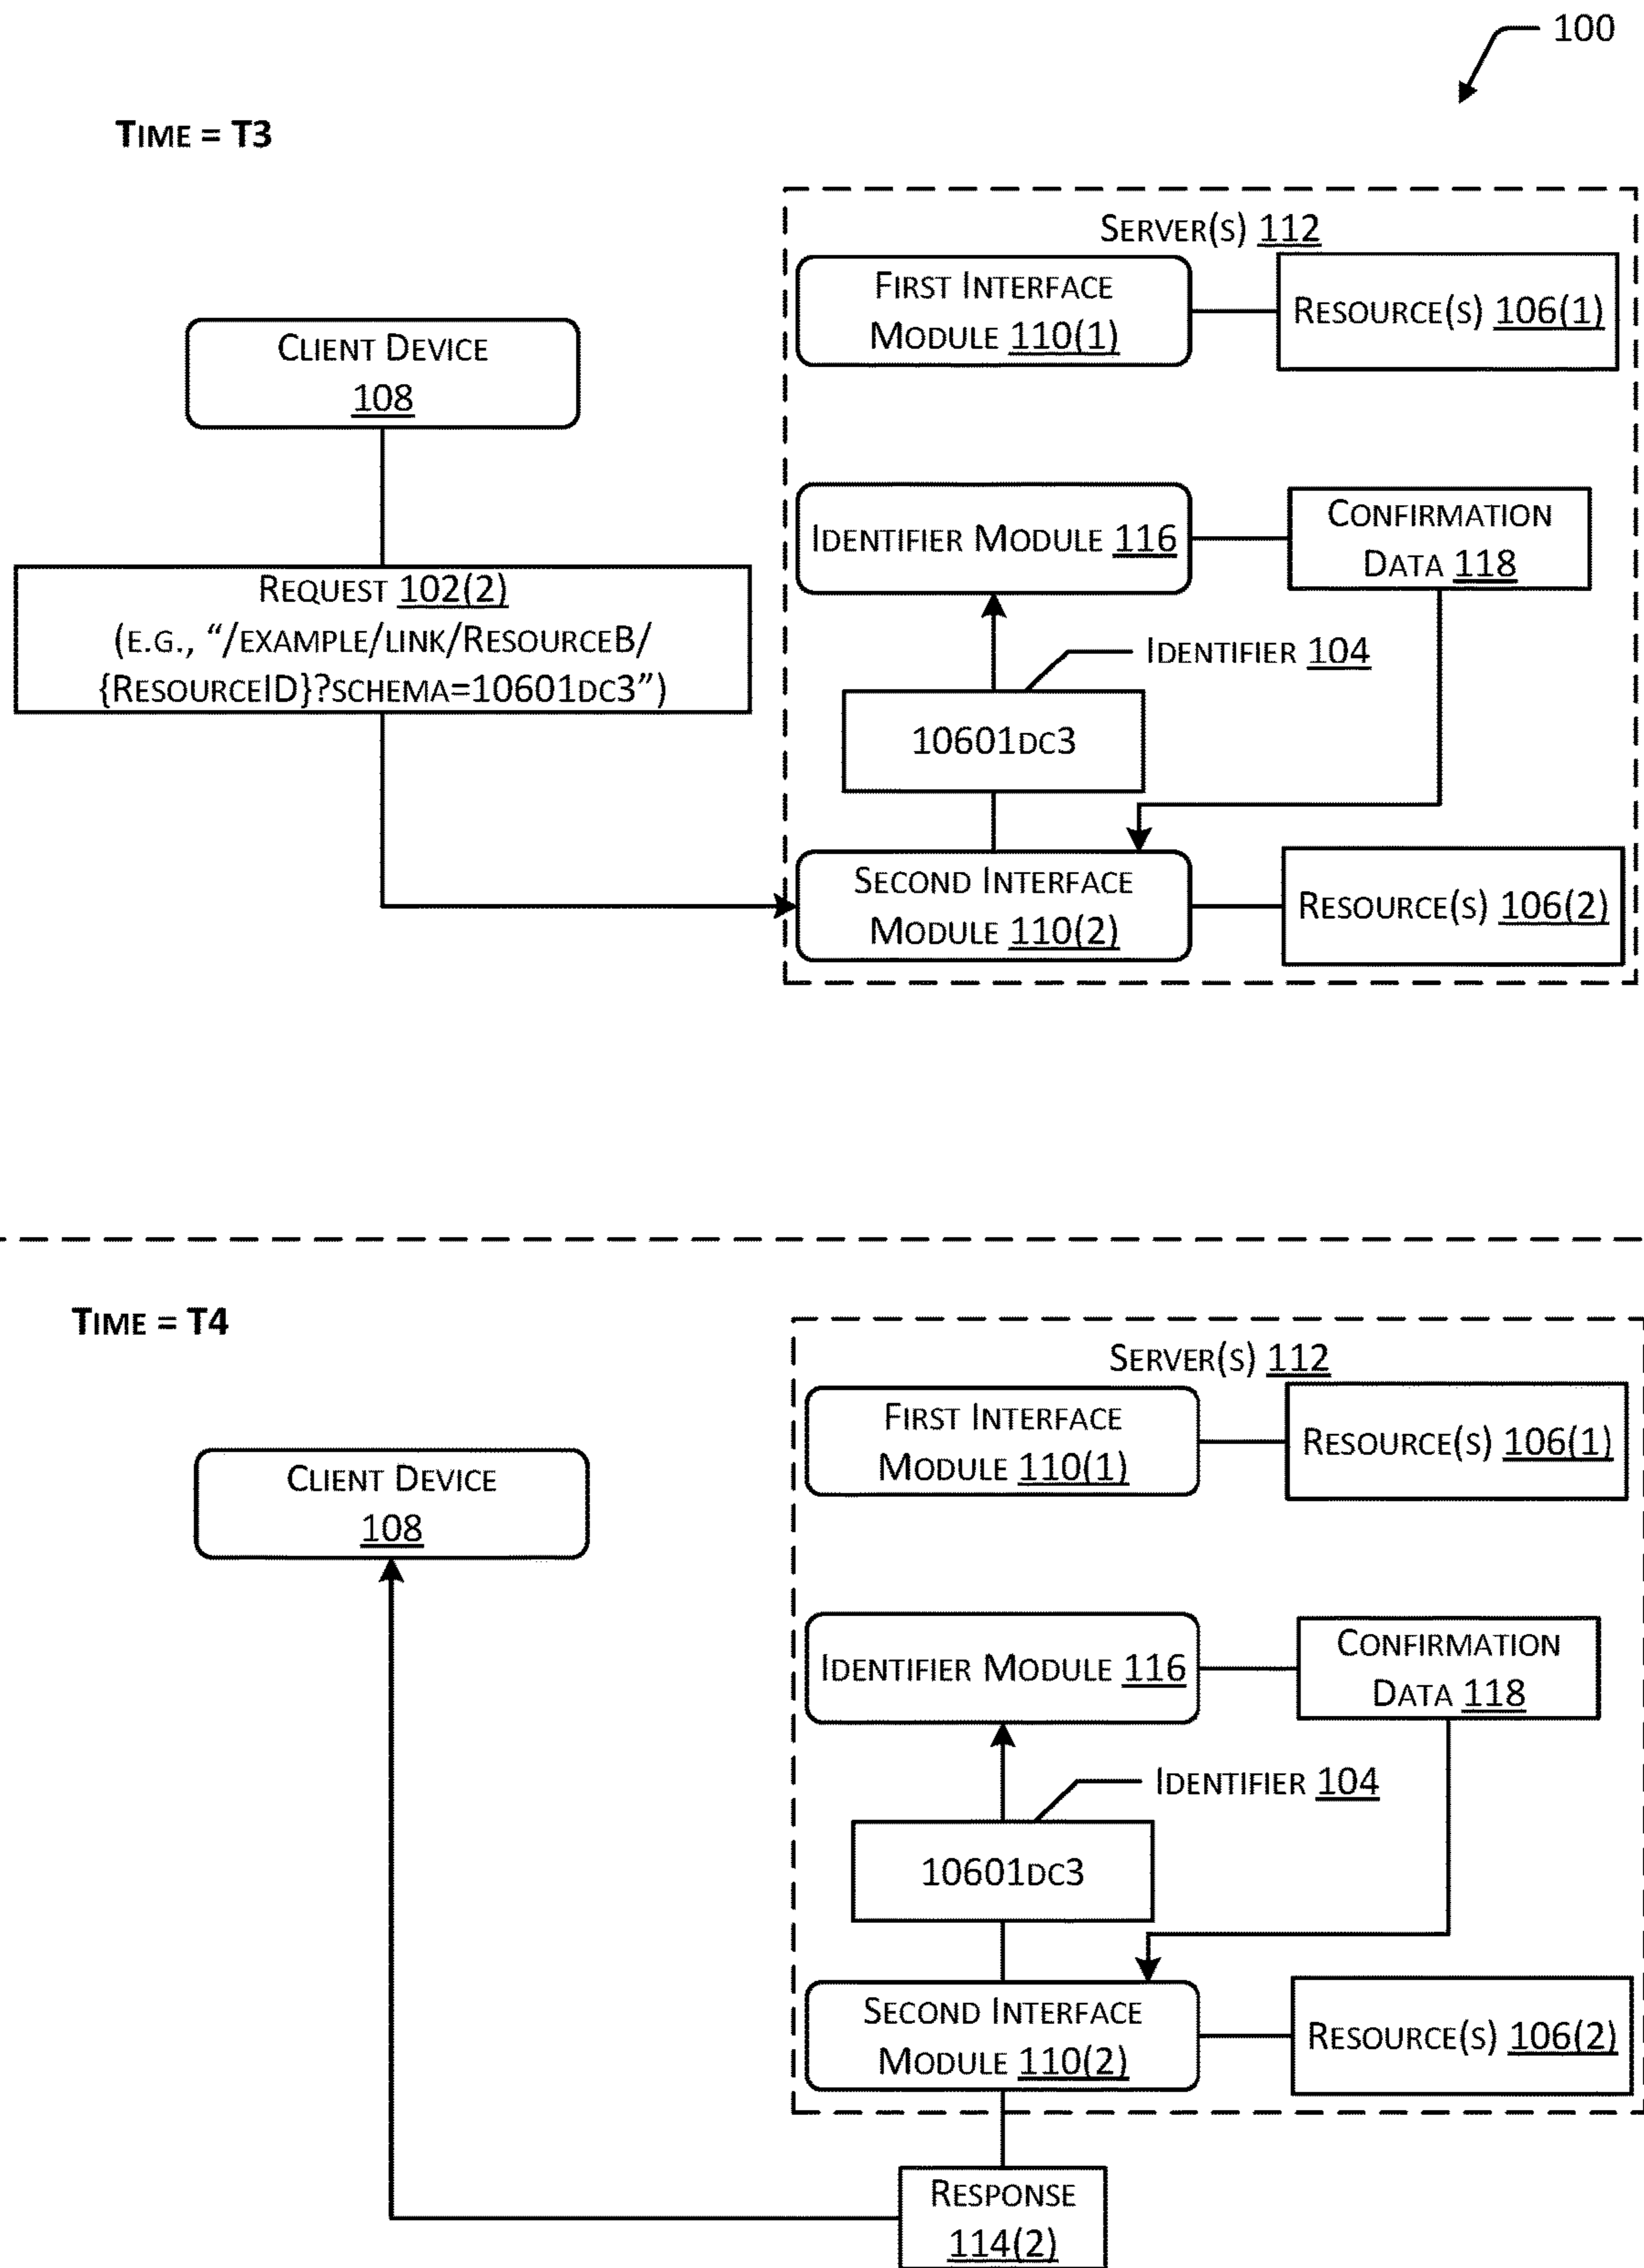 100
TIME = T3
SERVER(S) 112
FIRST INTERFACE
MODULE 110(1)
RESOURCE(S) 106(1)
CLIENT DEVICE
108
IDENTIFIER MODULE 116
CONFIRMATION
DATA 118
REQUEST 102(2)
(E.G., “/EXAMPLE/LINK/RESOURCEB/
{RESOURCEID}?SCHEMA=10601DC3”)
IDENTIFIER 104
10601DC3
SECOND INTERFACE
MODULE 110(2)
RESOURCE(S) 106(2)
TIME = T4
SERVER(S) 112
FIRST INTERFACE
MODULE 110(1)
RESOURCE(S) 106(1)
CLIENT DEVICE
108
IDENTIFIER MODULE 116
CONFIRMATION
DATA 118
IDENTIFIER 104
10601DC3
SECOND INTERFACE
MODULE 110(2)
RESOURCE(S) 106(2)
RESPONSE
114(2)